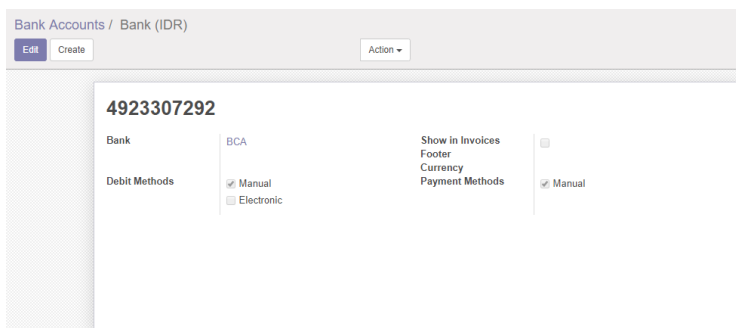 Bank Accounts / Bank (IDR)
Edit Create Action
4923307292
Bank BCA Show in Invoices
Footer
Currency
Debit Methods Manual Payment Methods Manual
Electronic